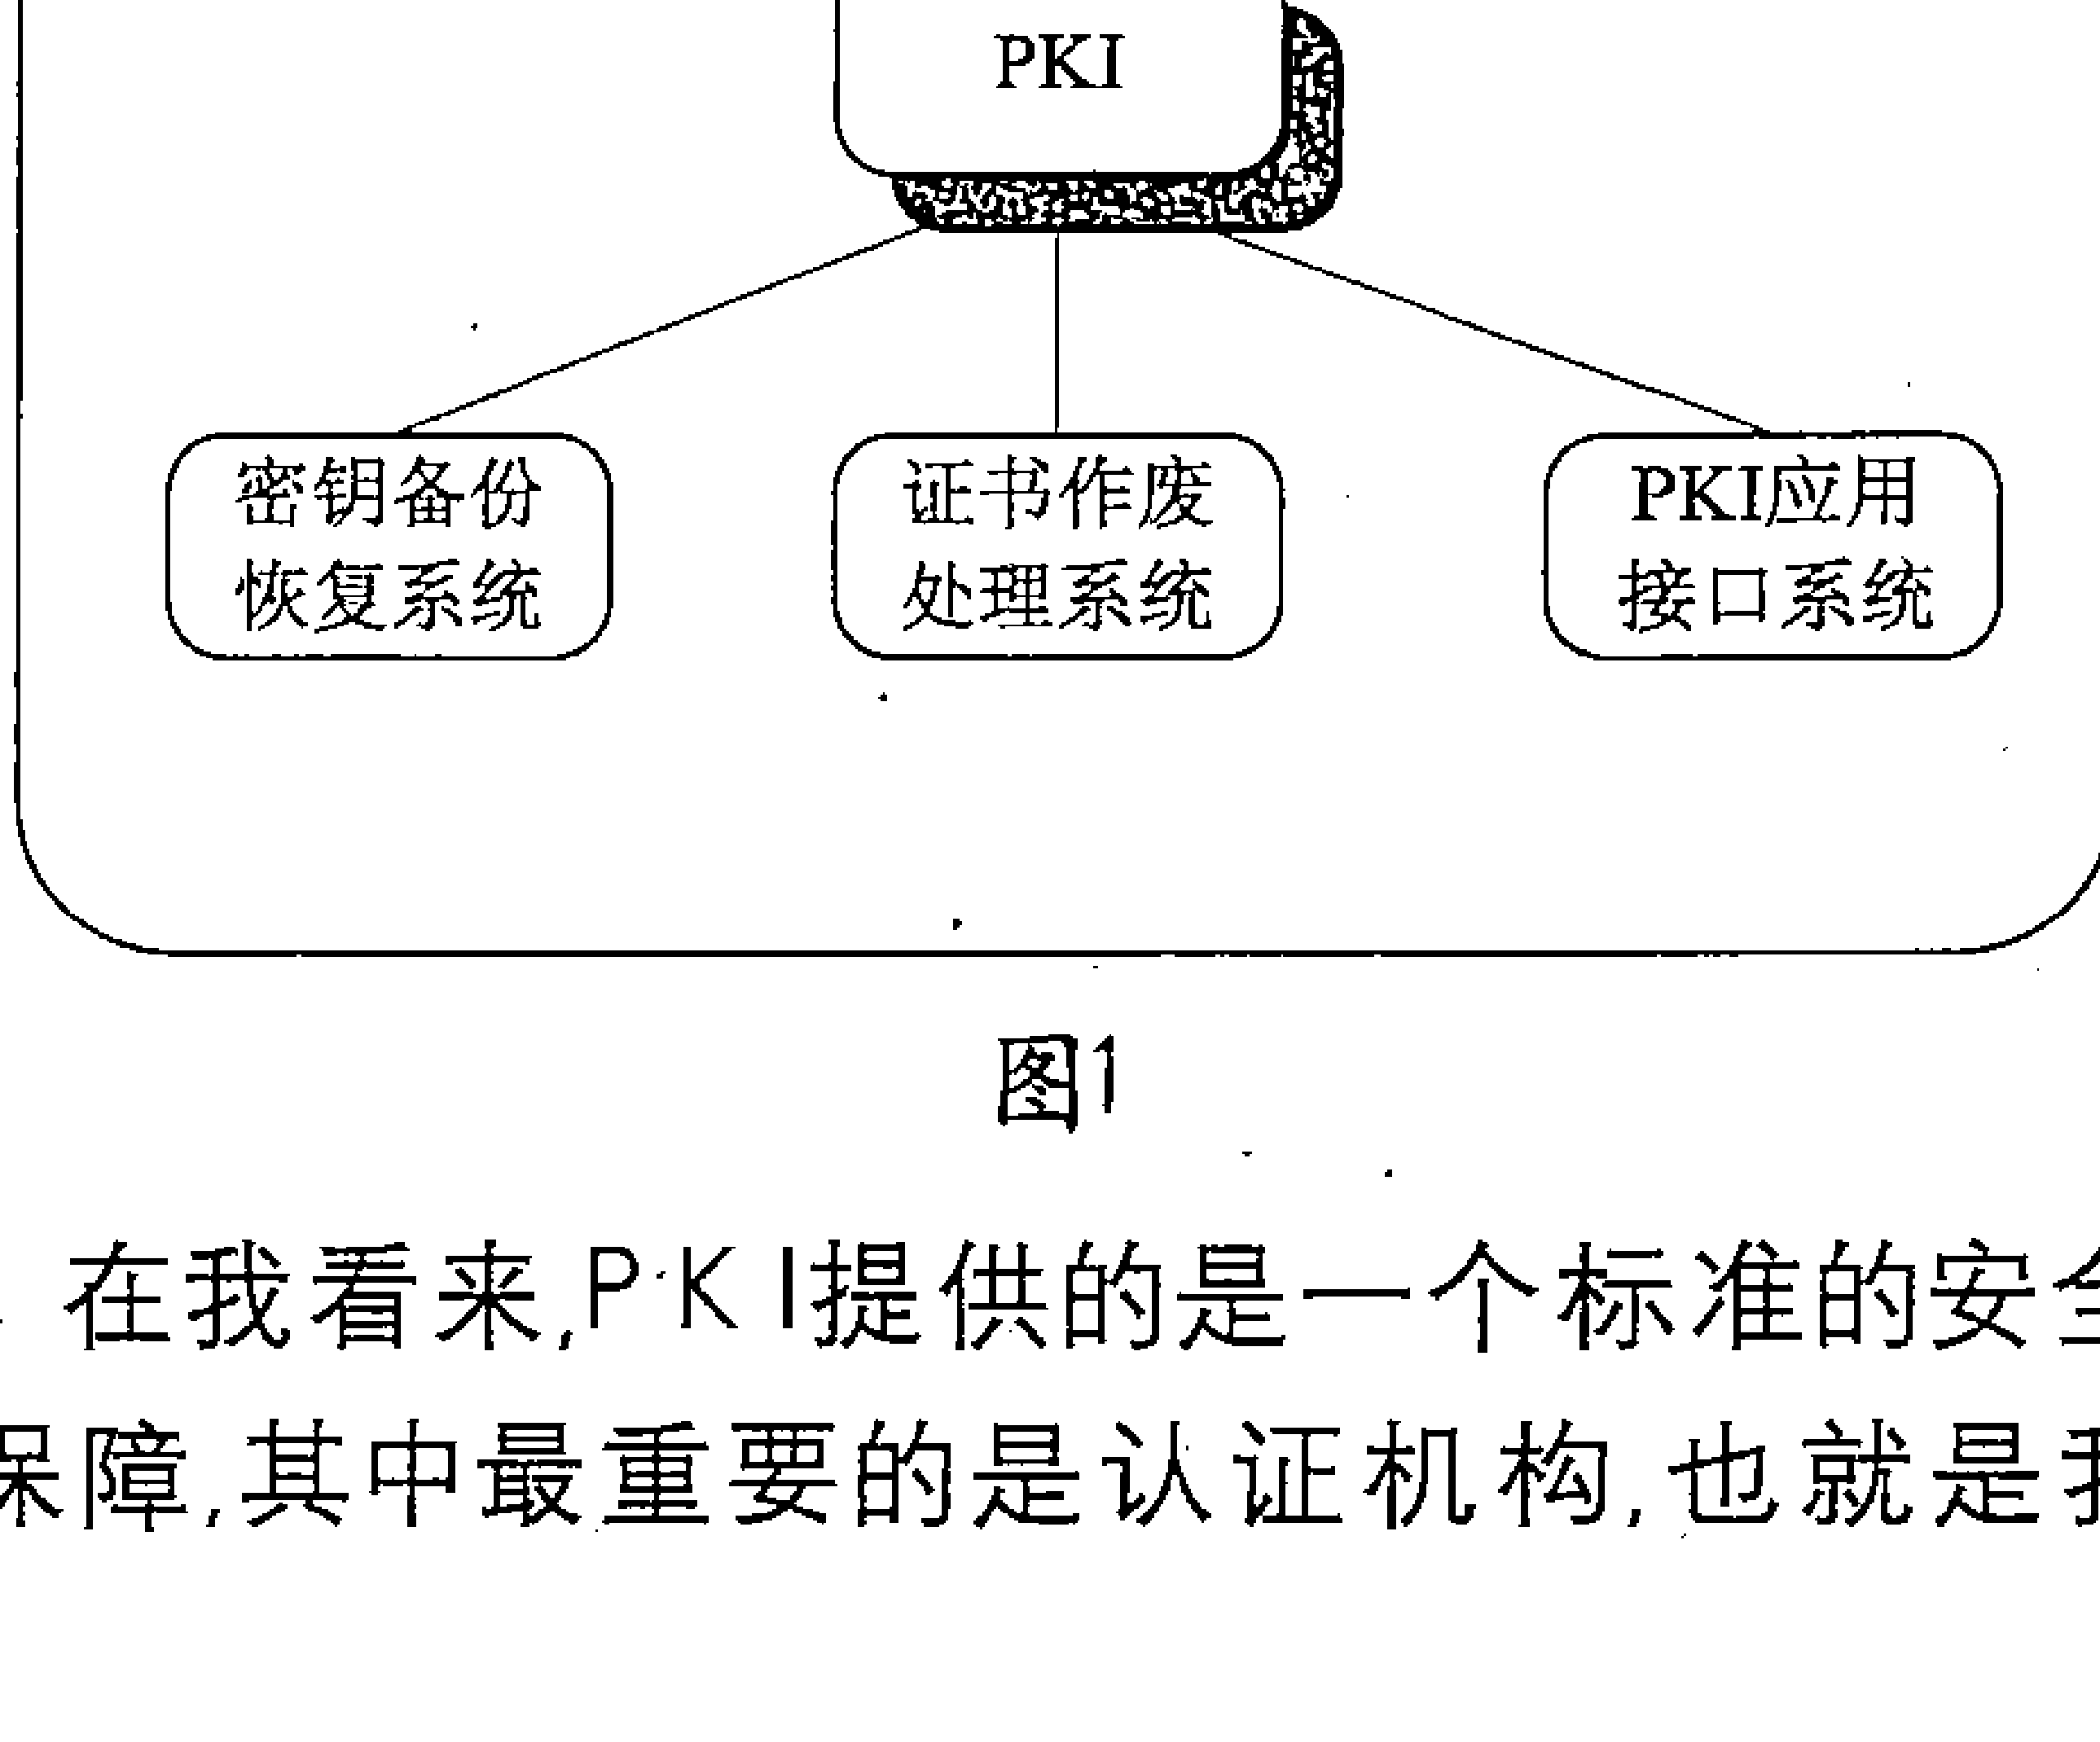 PKI
密钥备份
恢复系统
证书作废
处理系统
PKI应用
接口系统
图1
在我看来,PKI提供的是一个标准的安全
保障,其中最重要的是认证机构,也就是我